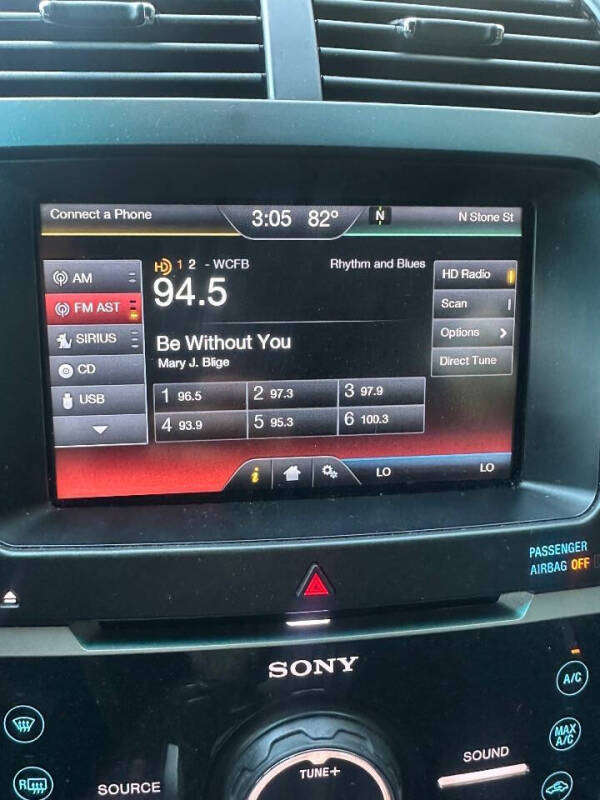 Connect a Phone 3:05 82° N N Stone St
AM
FM AST
SIRIUS
CD
USB
HD 1 2 - WCFB Rhythm and Blues
94.5
Be Without You
Mary J. Blige
1 96.5 2 97.3 3 97.9
4 93.9 5 95.3 6 100.3
HD Radio
Scan
Options
Direct Tune
i LO LO
PASSENGER
AIRBAG OFF
SONY
A/C
MAX
A/C
R
SOURCE
TUNE+
SOUND